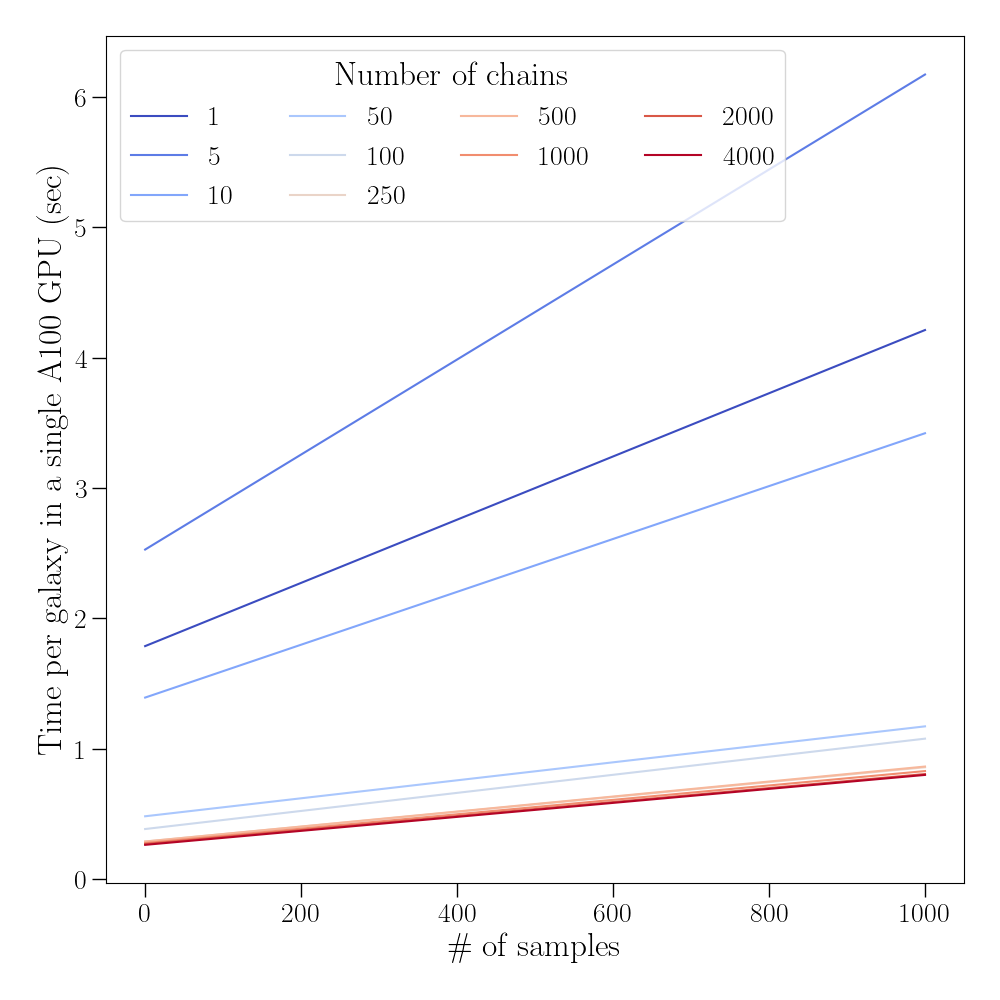 Number of chains
1 50 500 2000
5 100 1000 4000
10 250
6
5
4
3
2
1
0
Time per galaxy in a single A100 GPU (sec)
0 200 400 600 800 1000
# of samples